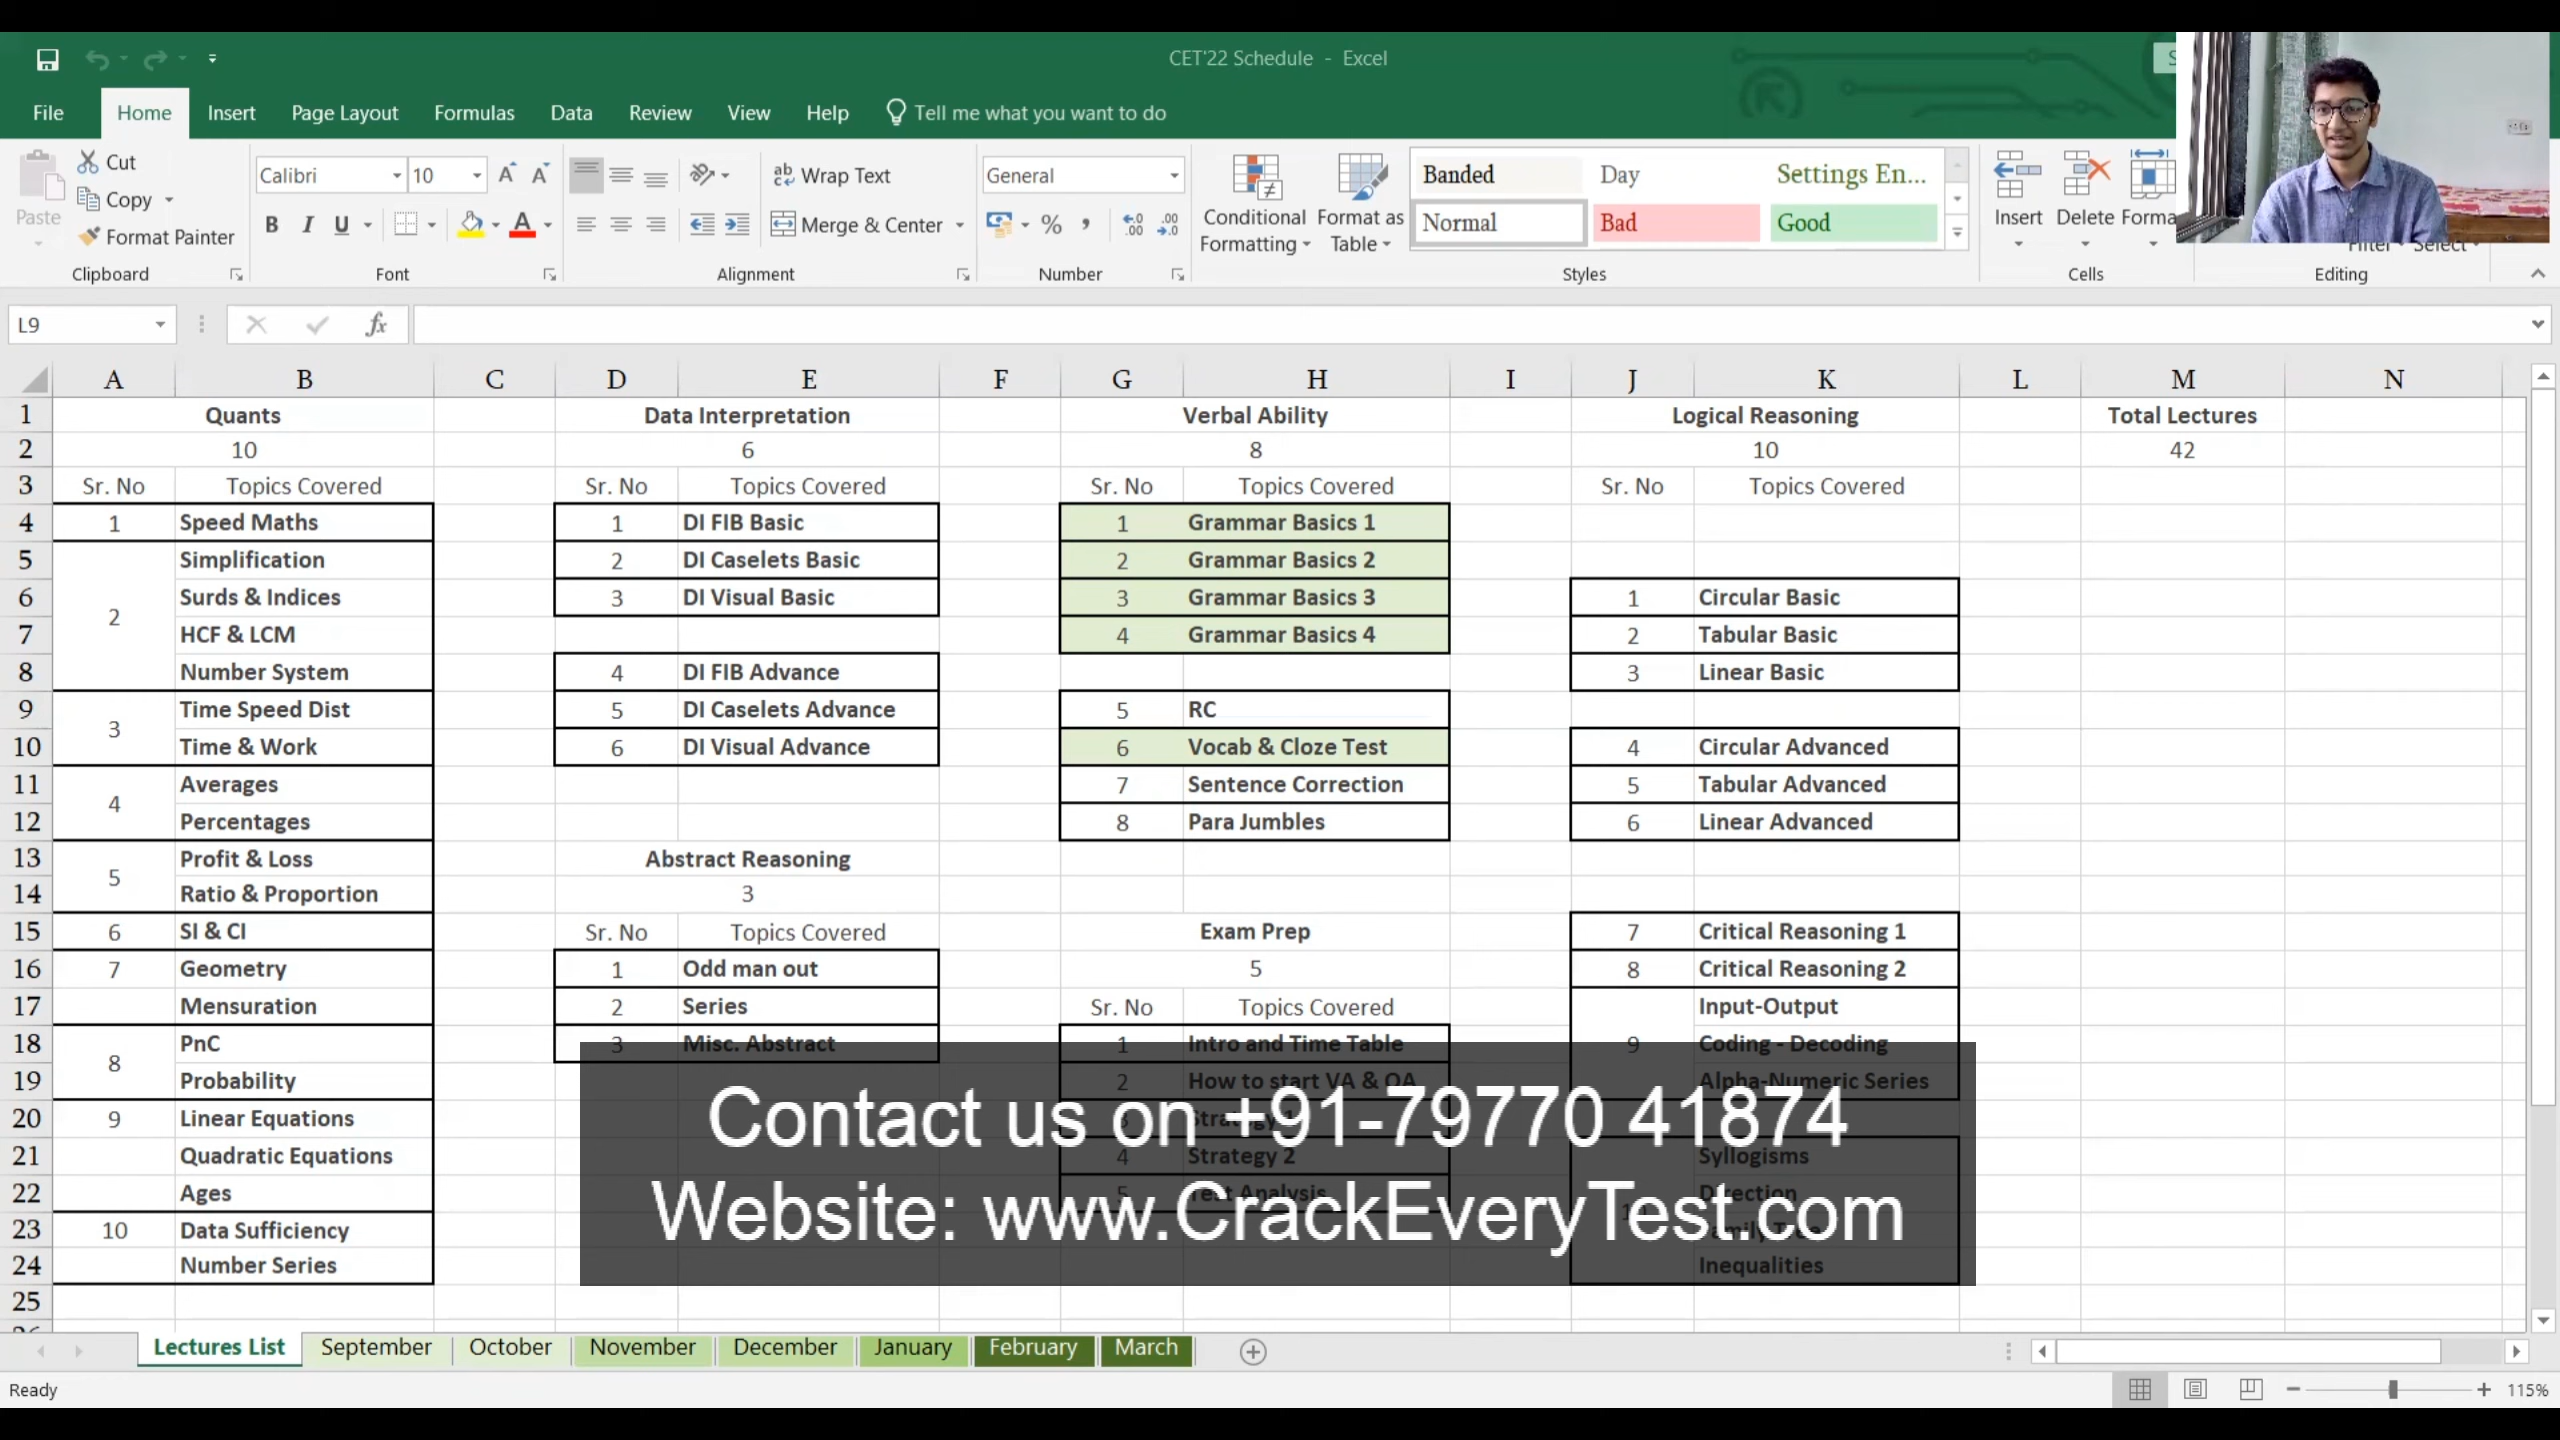 CET'22 Schedule - Excel
File Home Insert Page Layout Formulas Data Review View Help Tell me what you want to do
Cut
Copy
Format Painter
Paste
Clipboard
Calibri 10
B I U
Font
Wrap Text
Merge & Center
Alignment
General
Number
Conditional Formatting
Format as Table
Banded Day Settings En...
Normal Bad Good
Styles
Insert Delete Forma
Cells
Filter Select
Editing
L9
fx
A B C D E F G H I J K L M N
1 Quants Data Interpretation Verbal Ability Logical Reasoning Total Lectures
2 10 6 8 10 42
3 Sr. No Topics Covered Sr. No Topics Covered Sr. No Topics Covered Sr. No Topics Covered
4 1 Speed Maths 1 DI FIB Basic 1 Grammar Basics 1
5 Simplification 2 DI Caselets Basic 2 Grammar Basics 2
6 2 Surds & Indices 3 DI Visual Basic 3 Grammar Basics 3 1 Circular Basic
7 HCF & LCM 4 Grammar Basics 4 2 Tabular Basic
8 Number System 4 DI FIB Advance 3 Linear Basic
9 3 Time Speed Dist 5 DI Caselets Advance 5 RC
10 Time & Work 6 DI Visual Advance 6 Vocab & Cloze Test 4 Circular Advanced
11 4 Averages 7 Sentence Correction 5 Tabular Advanced
12 Percentages 8 Para Jumbles 6 Linear Advanced
13 5 Profit & Loss Abstract Reasoning
14 Ratio & Proportion 3
15 6 SI & CI Sr. No Topics Covered Exam Prep 7 Critical Reasoning 1
16 7 Geometry 1 Odd man out 5 8 Critical Reasoning 2
17 Mensuration 2 Series Sr. No Topics Covered Input-Output
18 8 PnC 3 Misc. Abstract 1 Intro and Time Table 9 Coding - Decoding
19 Probability 2 How to start VA & QA Alpha-Numeric Series
20 9 Linear Equations
21 Quadratic Equations 4 Strategy 2 Syllogisms
22 Ages 5 Test Analysis Direction
23 10 Data Sufficiency
24 Number Series Inequalities
25
Contact us on +91-79770 41874
Website: www.CrackEveryTest.com
Lectures List September October November December January February March
Ready
115%